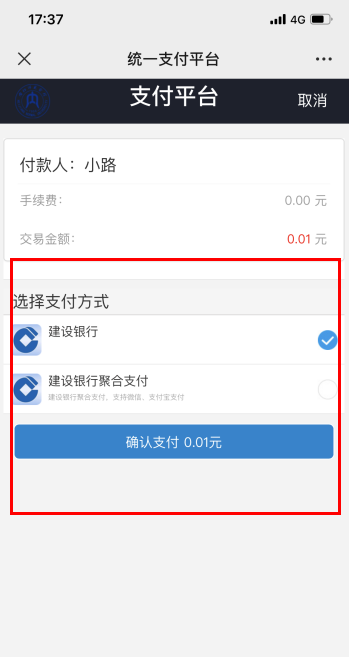 17:37
4G
统一支付平台
支付平台
取消
付款人：小路
手续费：
0.00 元
交易金额：
0.01 元
选择支付方式
建设银行
建设银行聚合支付
建设银行聚合支付，支持微信、支付宝支付
确认支付 0.01元